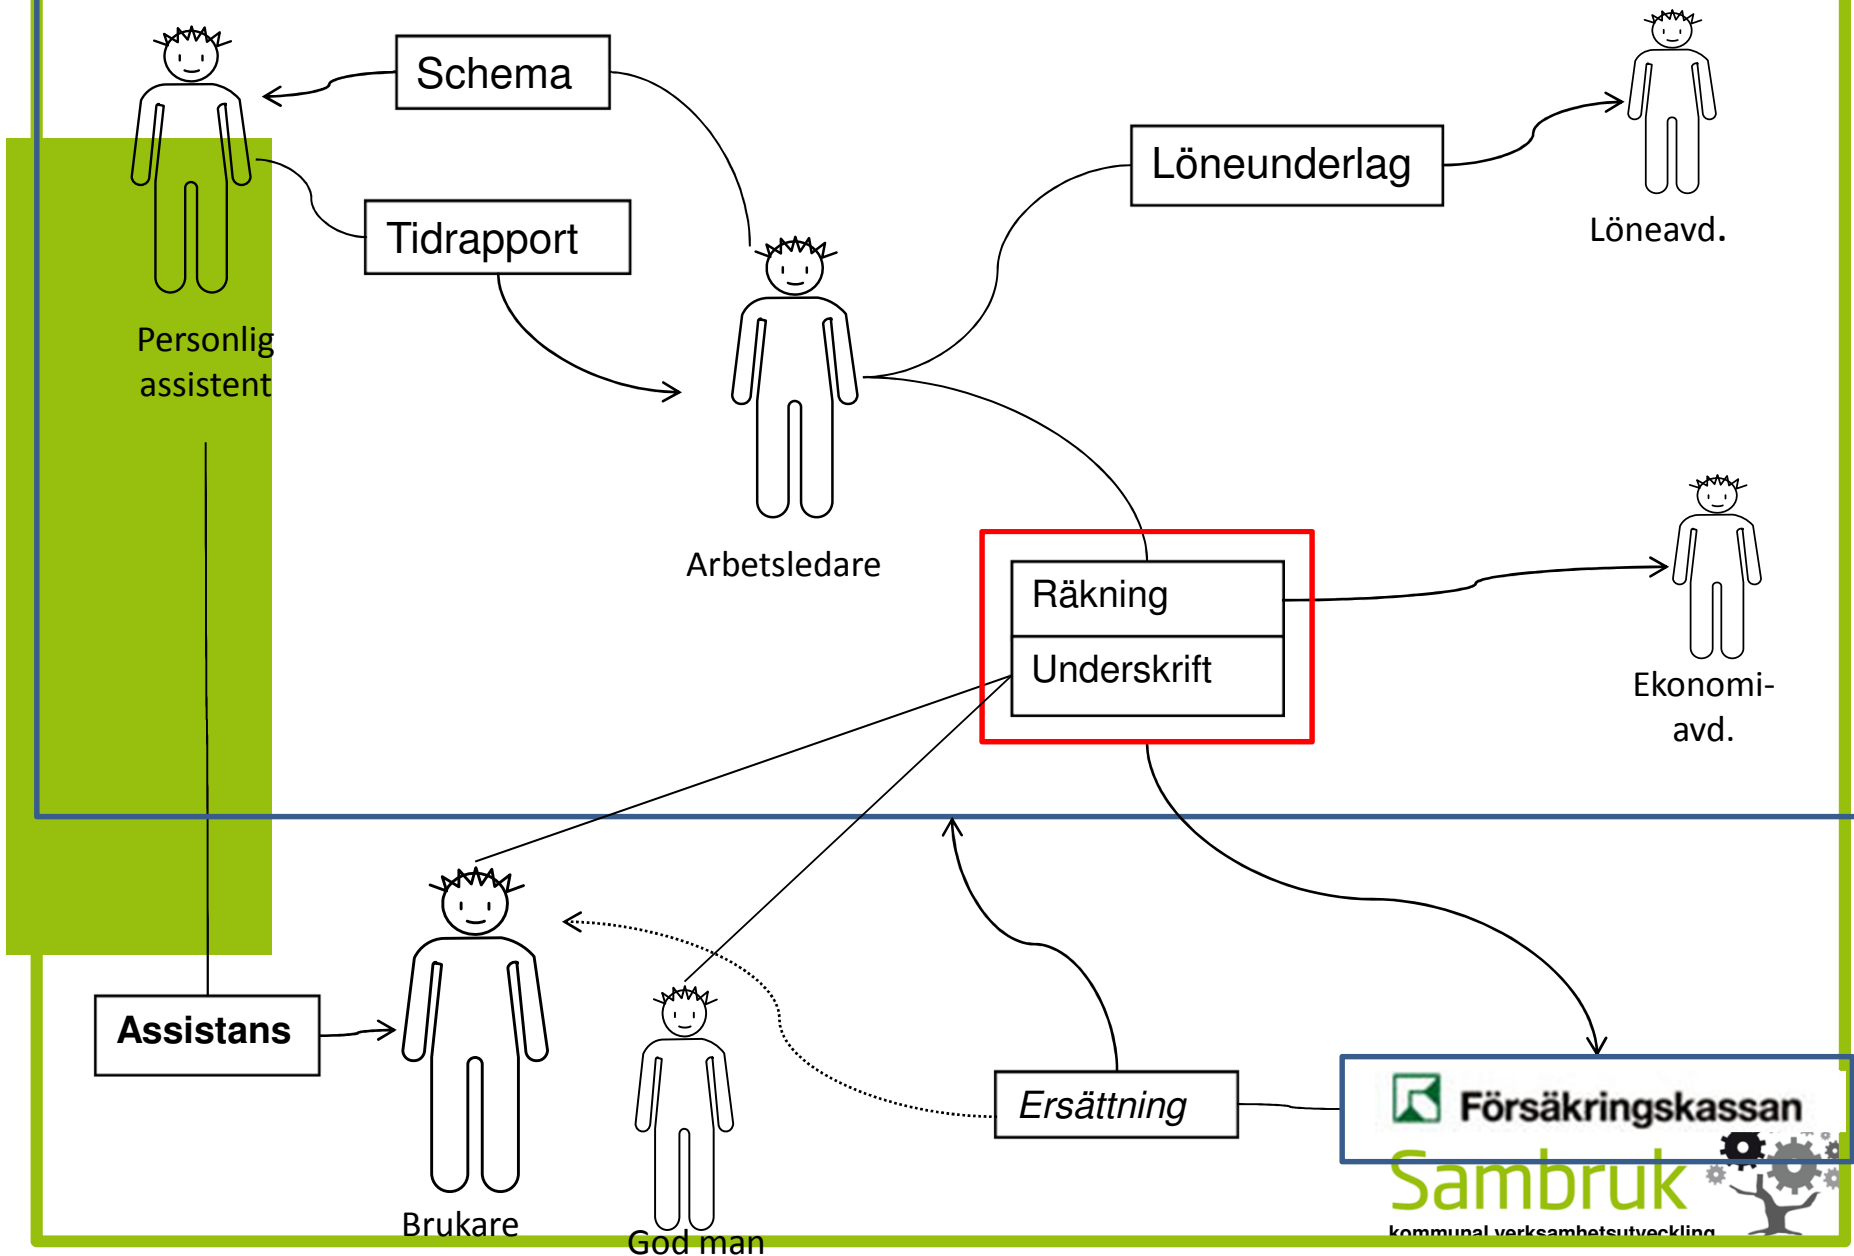 Schema
Löneunderlag
Tidrapport
Löneavd.
Personlig
assistent
Arbetsledare
Räkning
Underskrift
Ekonomi-
avd.
Assistans
Ersättning
Försäkringskassan
Sambruk
kommunal verksamhetsutveckling
Brukare
God man